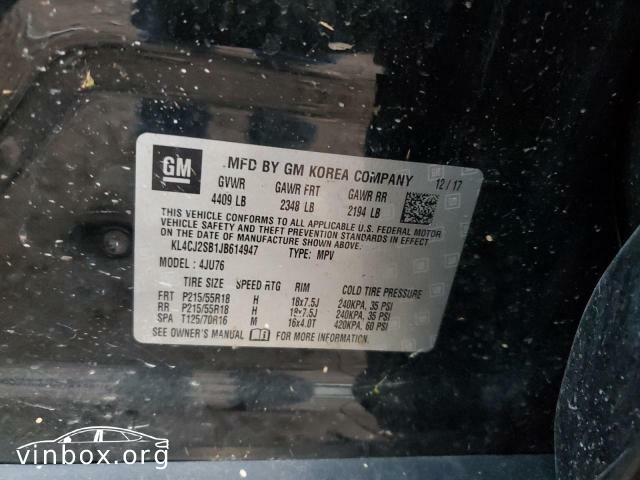 GM
MFD BY GM KOREA COMPANY 12/17
GVWR GAWR FRT GAWR RR
4409 LB 2348 LB 2194 LB
THIS VEHICLE CONFORMS TO ALL APPLICABLE U.S. FEDERAL MOTOR
VEHICLE SAFETY AND THEFT PREVENTION STANDARDS IN EFFECT ON THE
DATE OF MANUFACTURE SHOWN ABOVE.
KL4CJ2SB1JB614947 TYPE: MPV
MODEL: 4JU76
TIRE SIZE SPEED RTG RIM COLD TIRE PRESSURE
FRT P215/55R18 H 18x7.5J 240KPA, 35 PSI
RR P215/55R18 H 18x7.5J 240KPA, 35 PSI
SPA T125/70R16 M 16x4.0T 420KPA, 60 PSI
SEE OWNER'S MANUAL FOR MORE INFORMATION.
vinbox.org